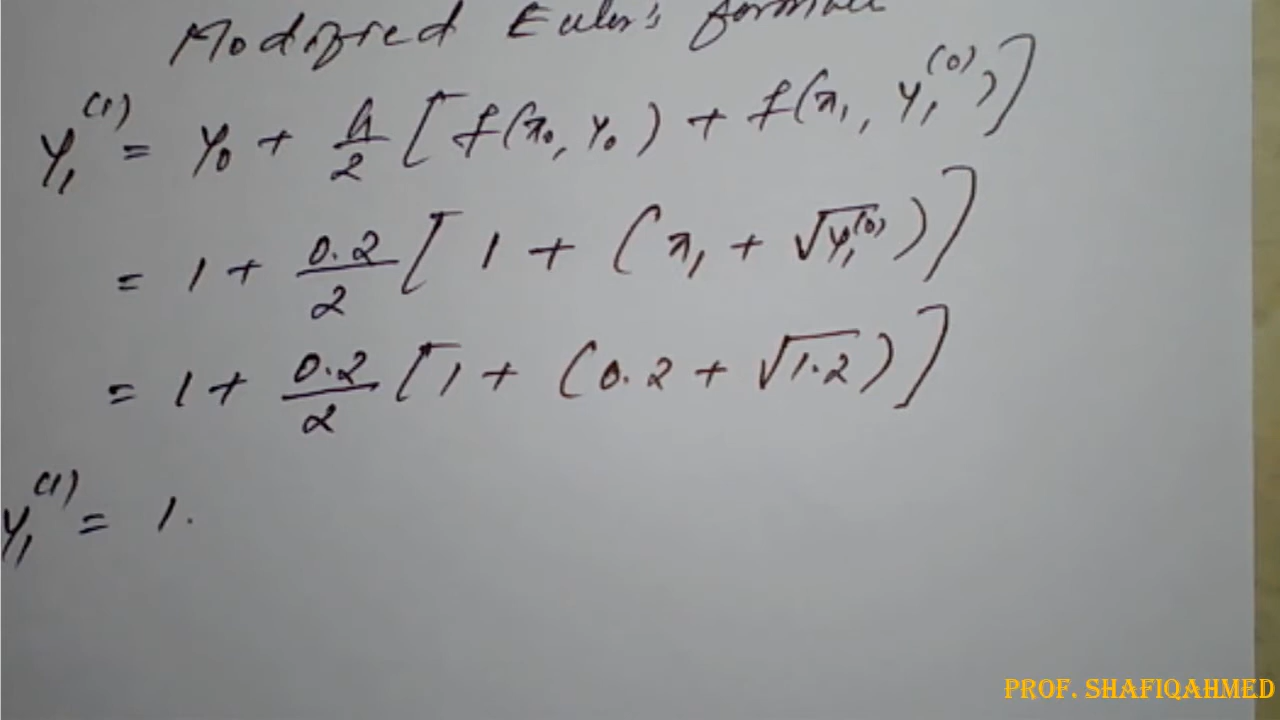 Modified Euler's formula
y₁⁽¹⁾ = y₀ + h/2 [f(x₀, y₀) + f(x₁, y₁⁽⁰⁾)]
= 1 + 0.2/2 [1 + (x₁ + √y₁⁽⁰⁾)]
= 1 + 0.2/2 [1 + (0.2 + √1.2)]
y₁⁽¹⁾ = 1.
PROF. SHAFIQAHMED